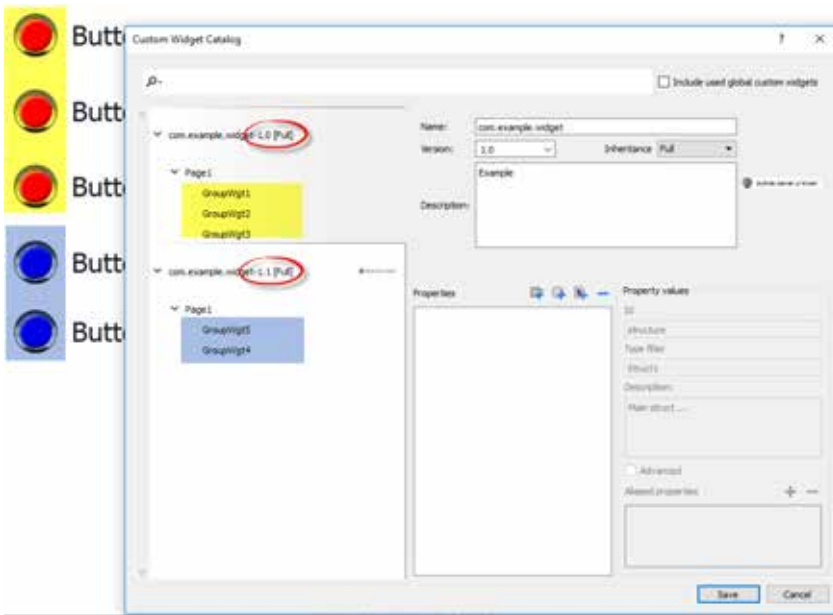 Custom Widget Catalog
?
Include used global custom widgets
Butt
Butt
Butt
Butt
Butt
com.example.widget-1.0 [Full]
Page1
GroupWgt1
GroupWgt2
GroupWgt3
com.example.widget-1.1 [Full]
Page1
GroupWgt5
GroupWgt4
Name: com.example.widget
Version: 1.0 Inheritance Full
Description: Example
Properties
Property values
Id
structure
Type filter
Struct1
Description:
Main struct ...
Advanced
Aliased properties
Save Cancel